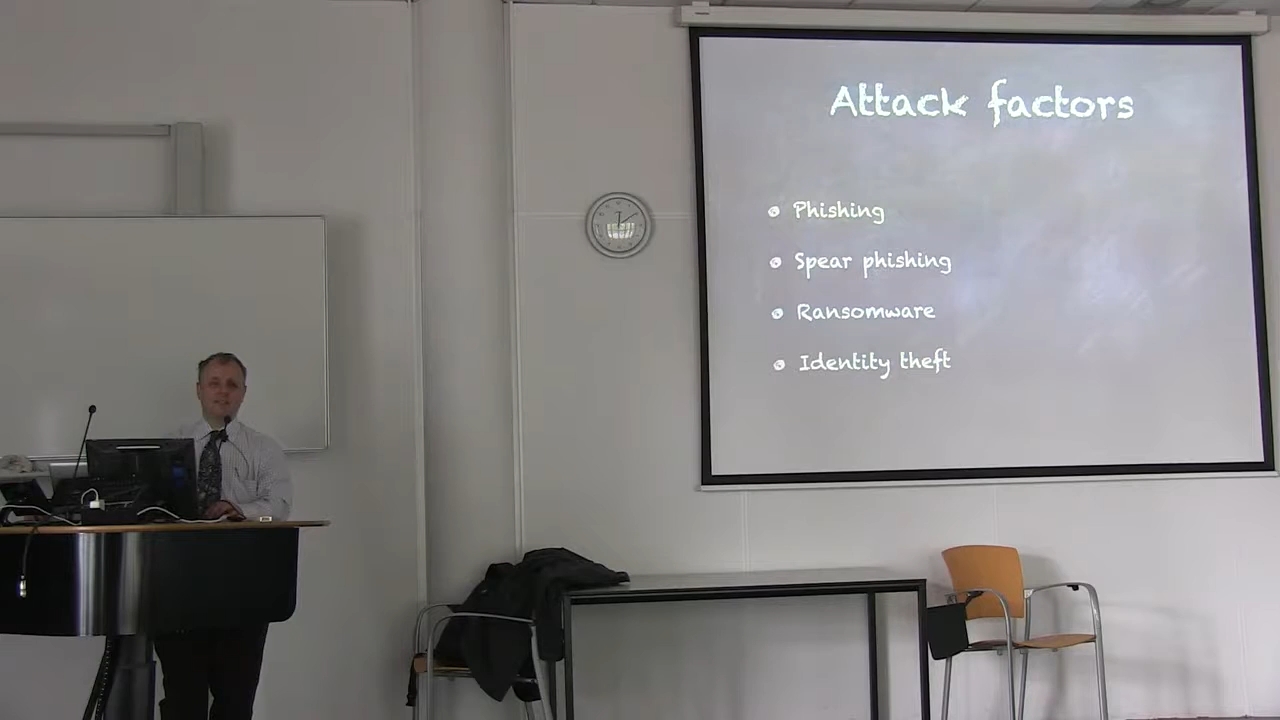 Attack factors
Phishing
Spear phishing
Ransomware
Identity theft